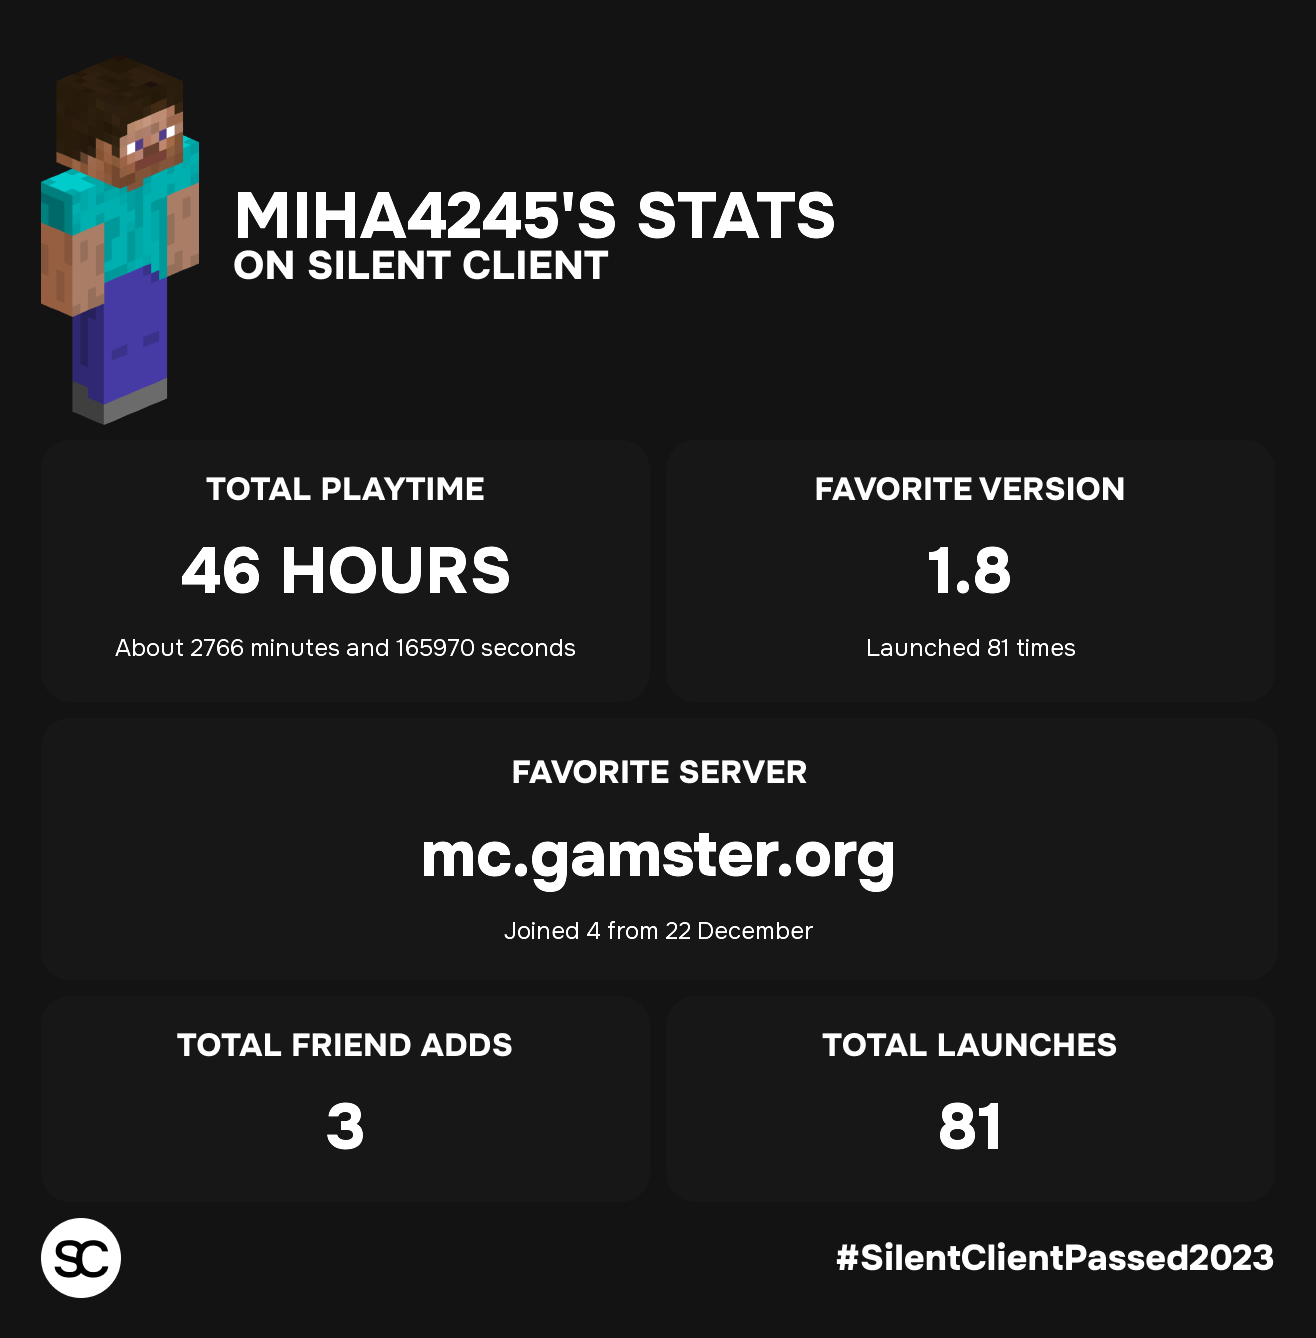 MIHA4245'S STATS
ON SILENT CLIENT
TOTAL PLAYTIME
46 HOURS
About 2766 minutes and 165970 seconds
FAVORITE VERSION
1.8
Launched 81 times
FAVORITE SERVER
mc.gamster.org
Joined 4 from 22 December
TOTAL FRIEND ADDS
3
TOTAL LAUNCHES
81
SC
#SilentClientPassed2023